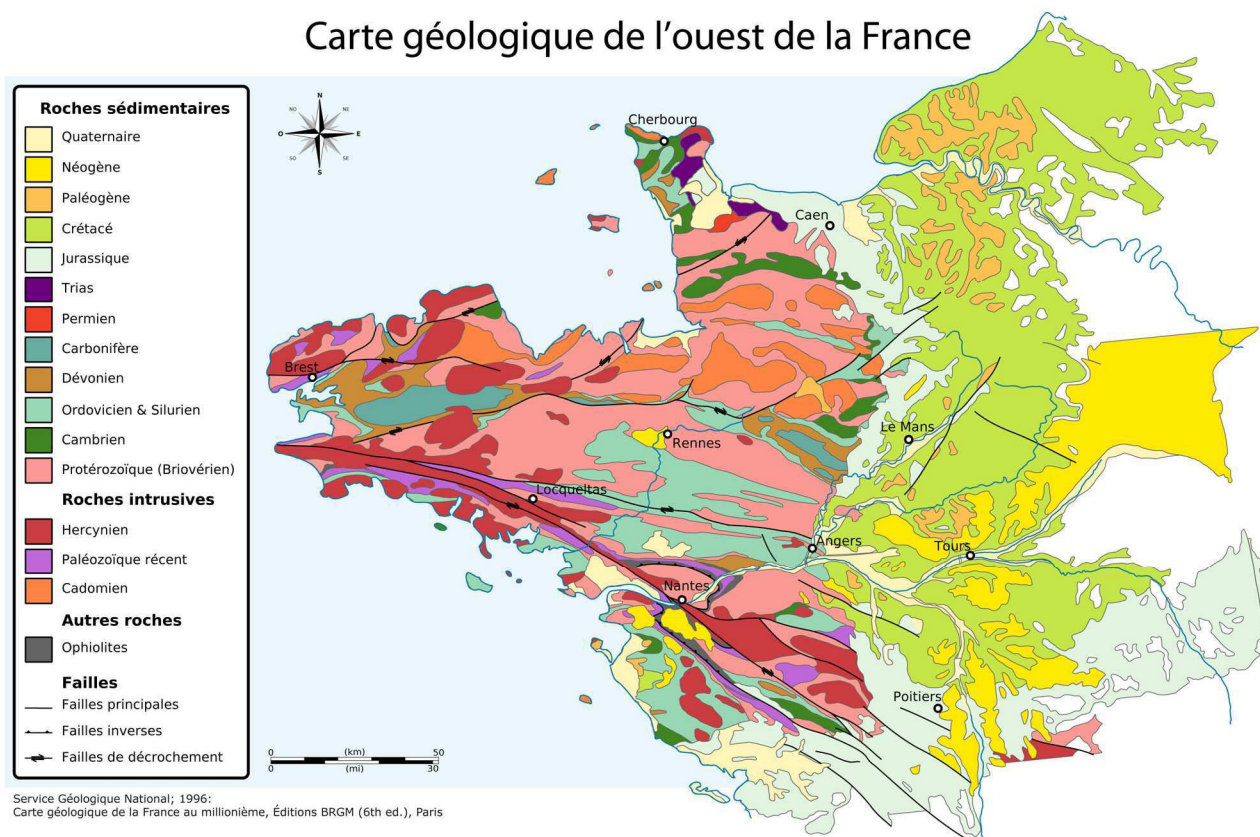 Carte géologique de l'ouest de la France
Roches sédimentaires
Quaternaire
Néogène
Paléogène
Crétacé
Jurassique
Trias
Permien
Carbonifère
Dévonien
Ordovicien & Silurien
Cambrien
Protérozoïque (Briovérien)
Roches intrusives
Hercynien
Paléozoïque récent
Cadomien
Autres roches
Ophiolites
Failles
Failles principales
Failles inverses
Failles de décrochement
N
NO
NE
O
E
SO
SE
S
Cherbourg
Caen
Brest
Rennes
Le Mans
Locqueltas
Angers
Tours
Nantes
Poitiers
0 (km) 50
0 (mi) 30
Service Géologique National; 1996:
Carte géologique de la France au millionième, Éditions BRGM (6th ed.), Paris